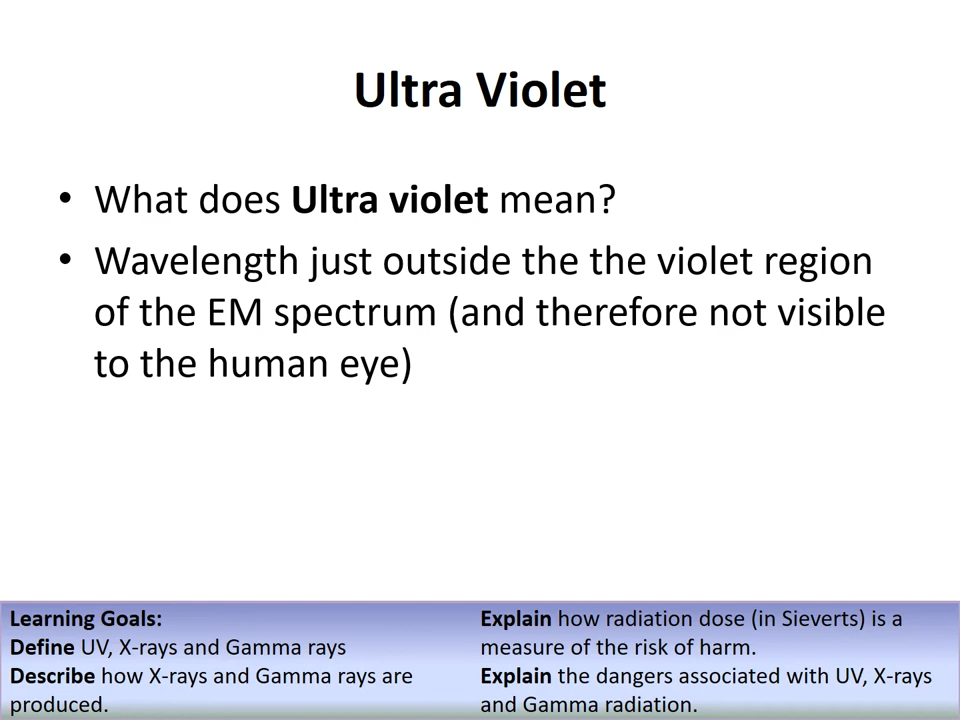 Ultra Violet
• What does Ultra violet mean?
• Wavelength just outside the the violet region
of the EM spectrum (and therefore not visible
to the human eye)
Learning Goals:
Define UV, X-rays and Gamma rays
Describe how X-rays and Gamma rays are
produced.
Explain how radiation dose (in Sieverts) is a
measure of the risk of harm.
Explain the dangers associated with UV, X-rays
and Gamma radiation.